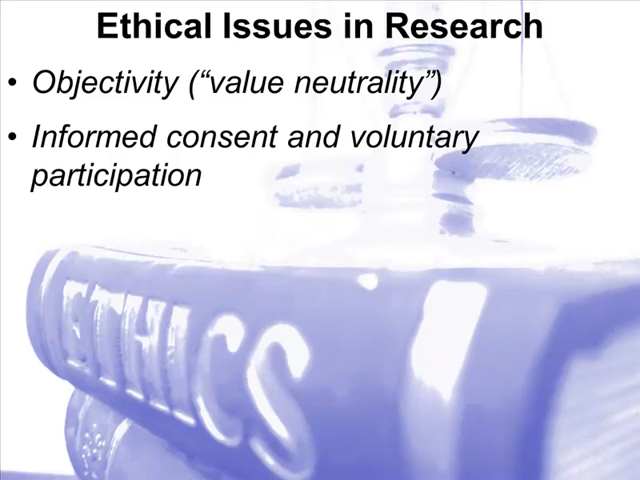 Ethical Issues in Research
• Objectivity (“value neutrality”)
• Informed consent and voluntary
participation
ETHICS